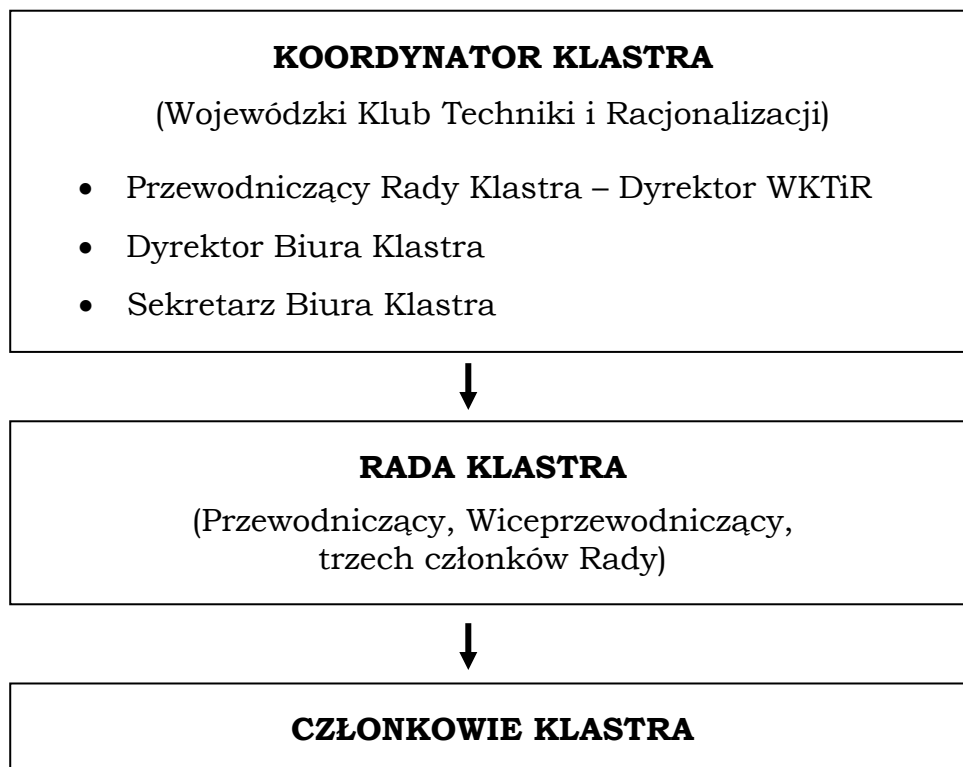 KOORDYNATOR KLASTRA
(Wojewódzki Klub Techniki i Racjonalizacji)
• Przewodniczący Rady Klastra – Dyrektor WKTiR
• Dyrektor Biura Klastra
• Sekretarz Biura Klastra
RADA KLASTRA
(Przewodniczący, Wiceprzewodniczący,
trzech członków Rady)
CZŁONKOWIE KLASTRA